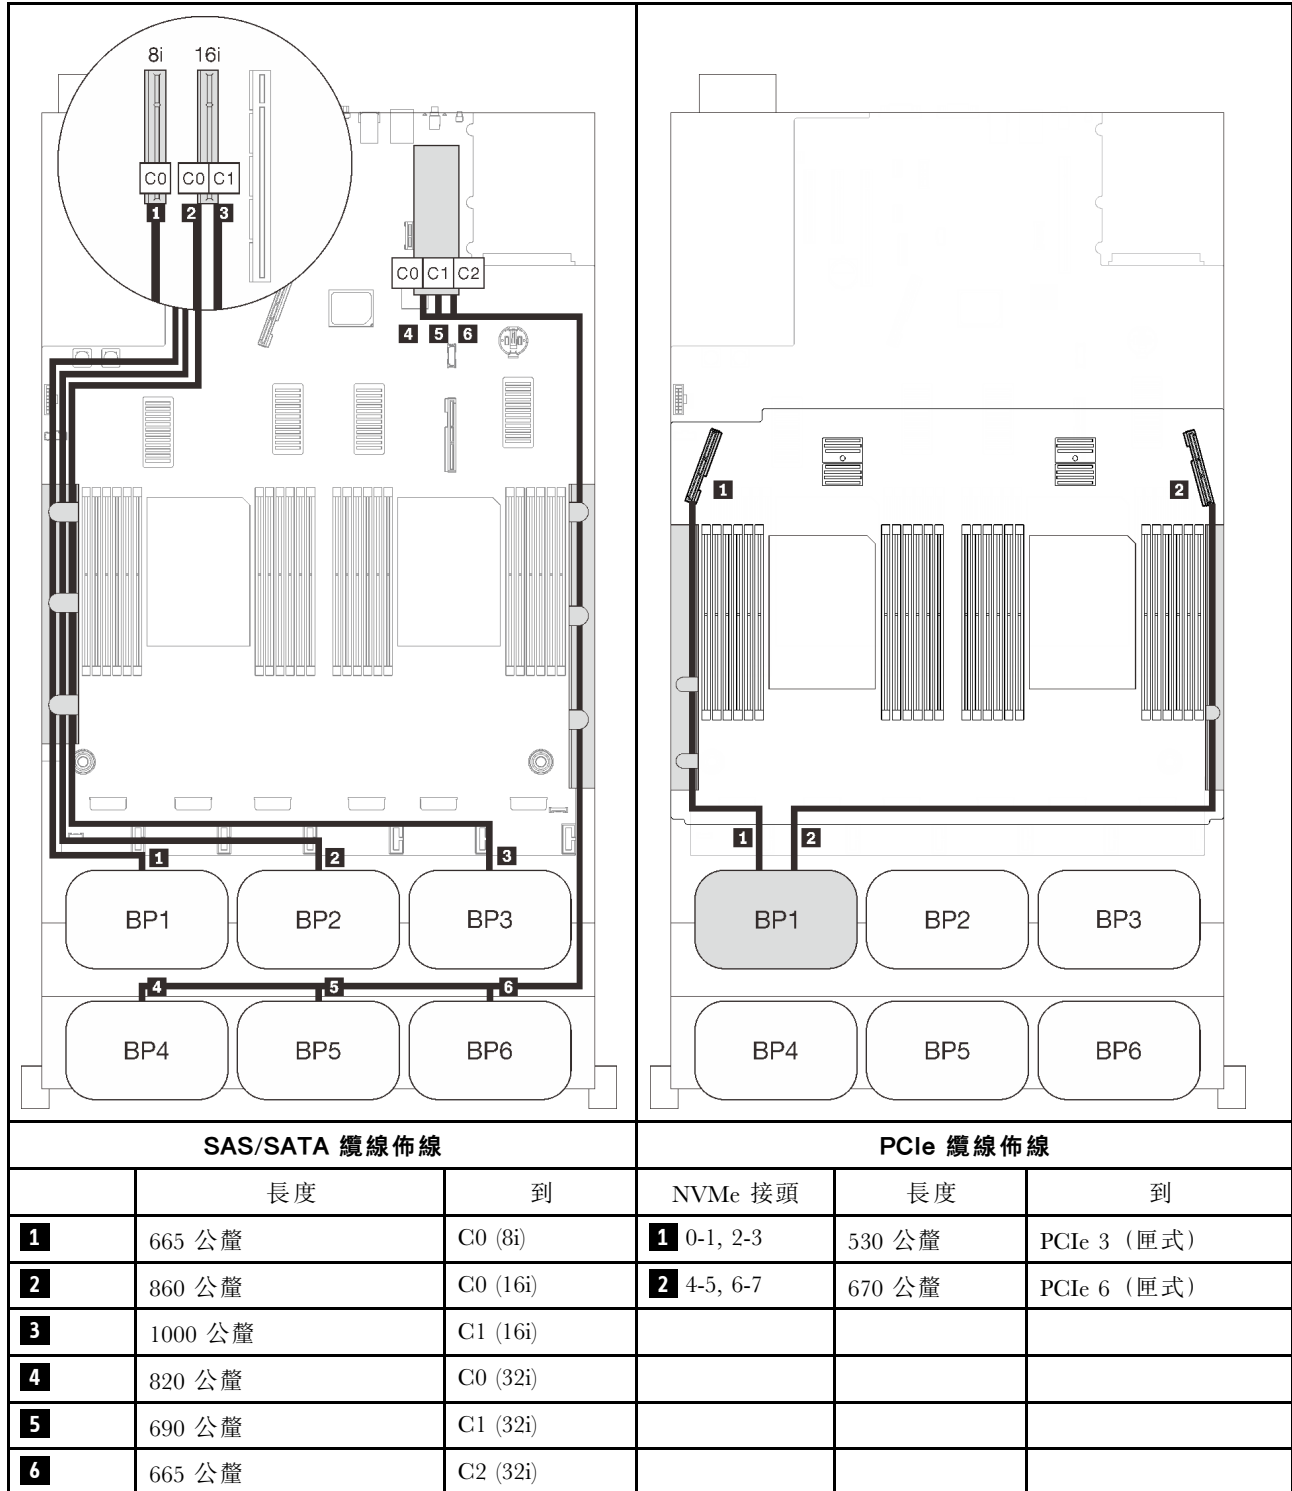 8i 16i
C0 C0 C1
1 2 3
C0 C1 C2
4 5 6
1 2 3
BP1 BP2 BP3
4 5 6
BP4 BP5 BP6
1 2
1 2
BP1 BP2 BP3
BP4 BP5 BP6
SAS/SATA 纜線佈線 PCIe 纜線佈線
長度 到 NVMe 接頭 長度 到
1 665 公釐 C0 (8i) 1 0-1, 2-3 530 公釐 PCIe 3（匣式）
2 860 公釐 C0 (16i) 2 4-5, 6-7 670 公釐 PCIe 6（匣式）
3 1000 公釐 C1 (16i)
4 820 公釐 C0 (32i)
5 690 公釐 C1 (32i)
6 665 公釐 C2 (32i)